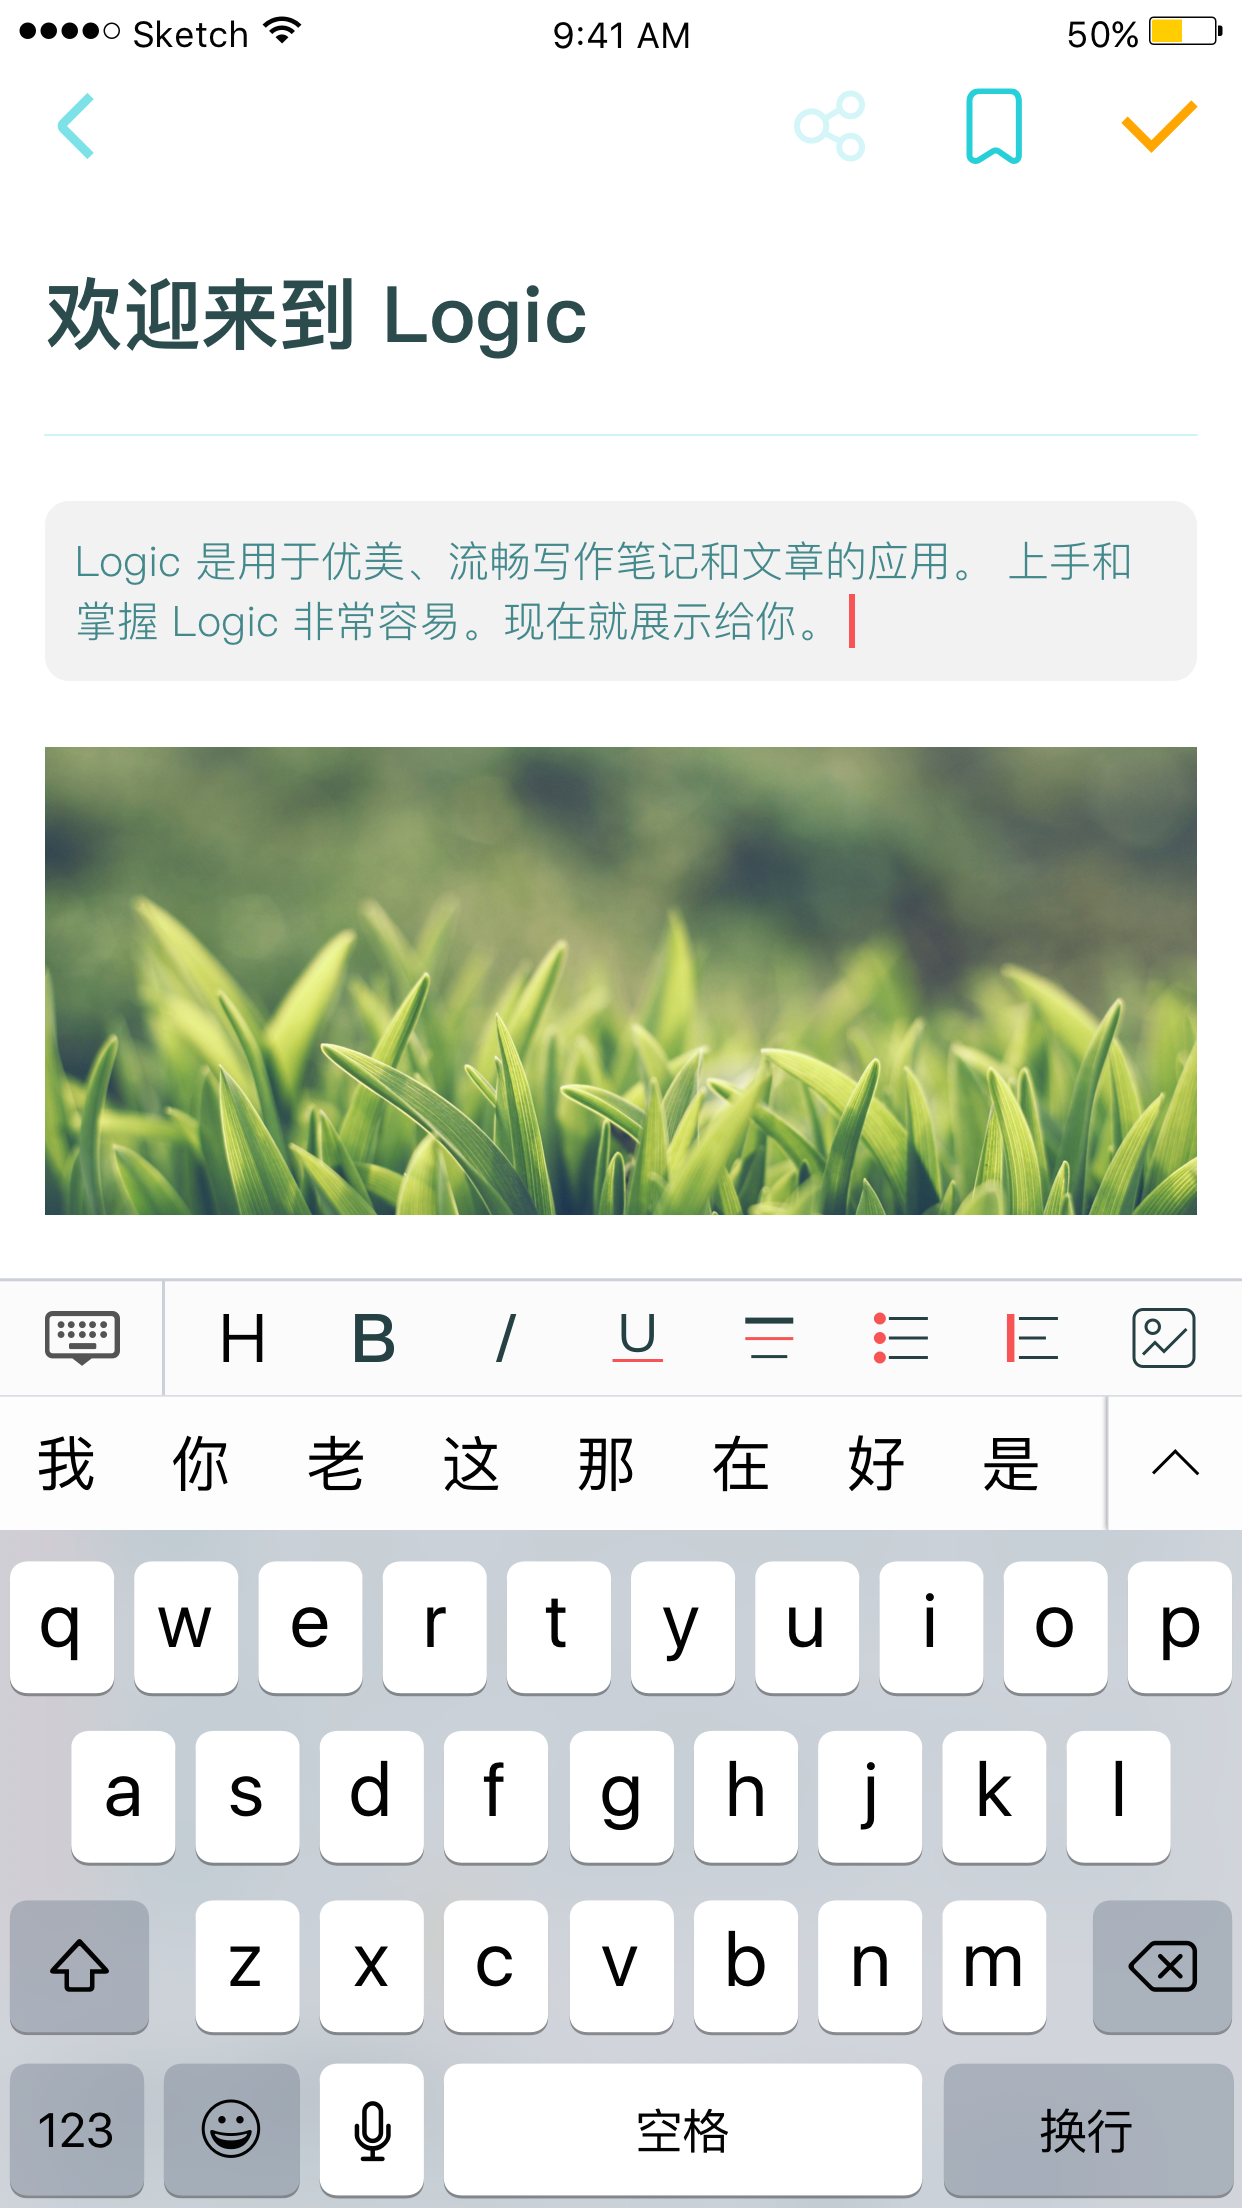 Sketch 9:41 AM 50%
欢迎来到 Logic
Logic 是用于优美、流畅写作笔记和文章的应用。 上手和
掌握 Logic 非常容易。现在就展示给你。
H B I U
我 你 老 这 那 在 好 是
q w e r t y u i o p
a s d f g h j k l
z x c v b n m
123 空格 换行